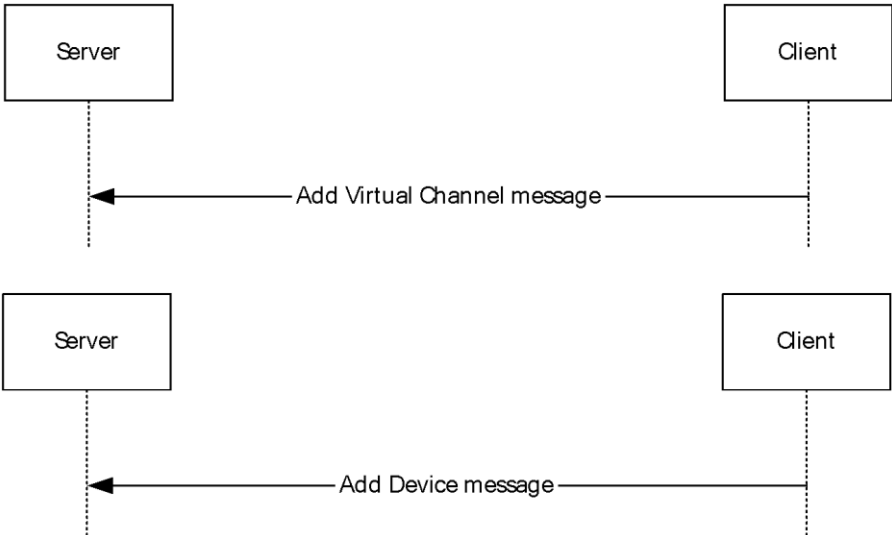 Server
Client
Add Virtual Channel message
Server
Client
Add Device message